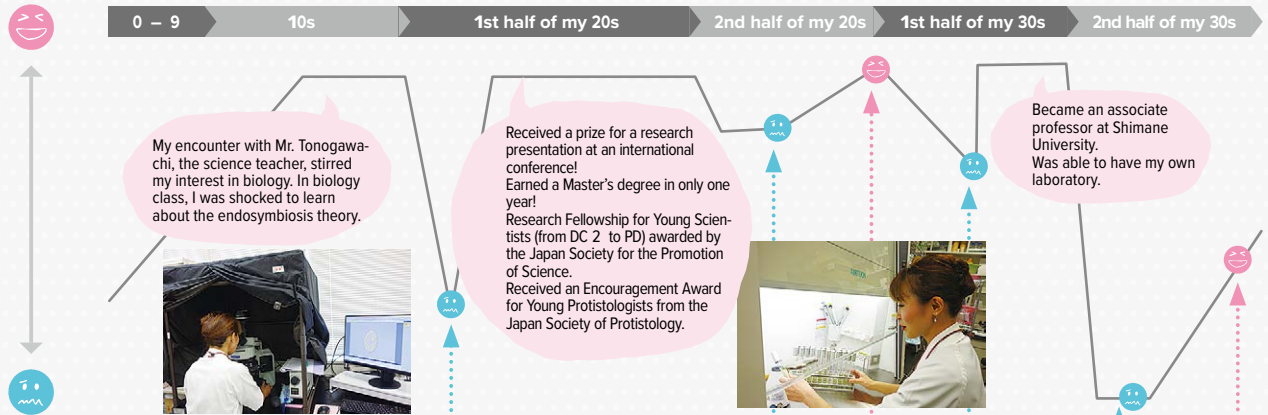 0 – 9
10s
1st half of my 20s
2nd half of my 20s
1st half of my 30s
2nd half of my 30s
My encounter with Mr. Tonogawa-
chi, the science teacher, stirred
my interest in biology. In biology
class, I was shocked to learn
about the endosymbiosis theory.
Received a prize for a research
presentation at an international
conference!
Earned a Master’s degree in only one
year!
Research Fellowship for Young Scien-
tists (from DC 2 to PD) awarded by
the Japan Society for the Promotion
of Science.
Received an Encouragement Award
for Young Protistologists from the
Japan Society of Protistology.
Became an associate
professor at Shimane
University.
Was able to have my own
laboratory.